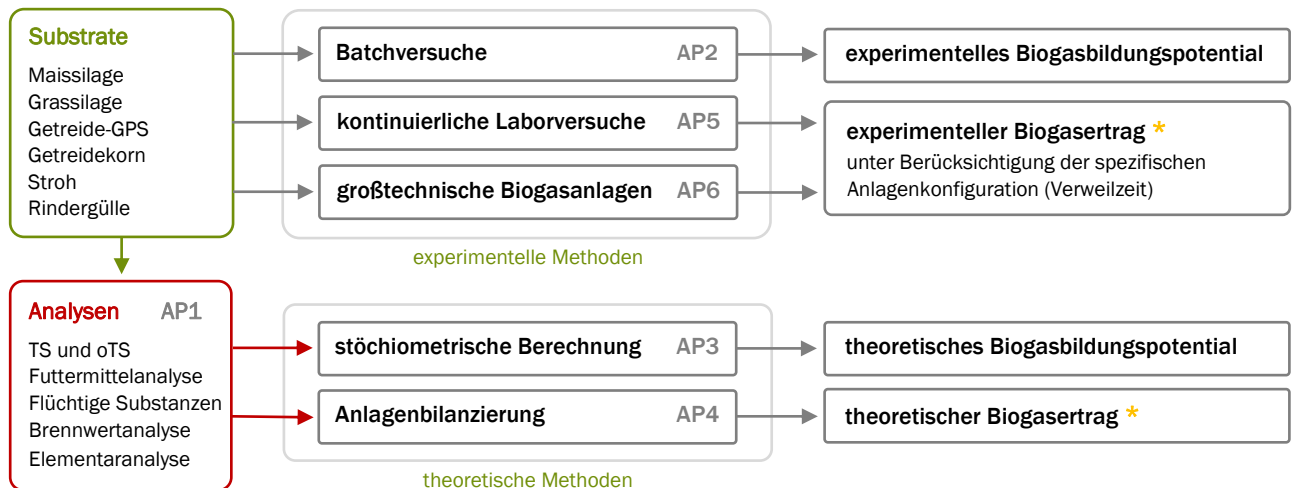 Substrate
Maissilage
Grassilage
Getreide-GPS
Getreidekorn
Stroh
Rindergülle
Batchversuche AP2
experimentelles Biogasbildungspotential
kontinuierliche Laborversuche AP5
experimenteller Biogasertrag *
unter Berücksichtigung der spezifischen
Anlagenkonfiguration (Verweilzeit)
großtechnische Biogasanlagen AP6
experimentelle Methoden
Analysen AP1
TS und oTS
Futtermittelanalyse
Flüchtige Substanzen
Brennwertanalyse
Elementaranalyse
stöchiometrische Berechnung AP3
theoretisches Biogasbildungspotential
Anlagenbilanzierung AP4
theoretischer Biogasertrag *
theoretische Methoden